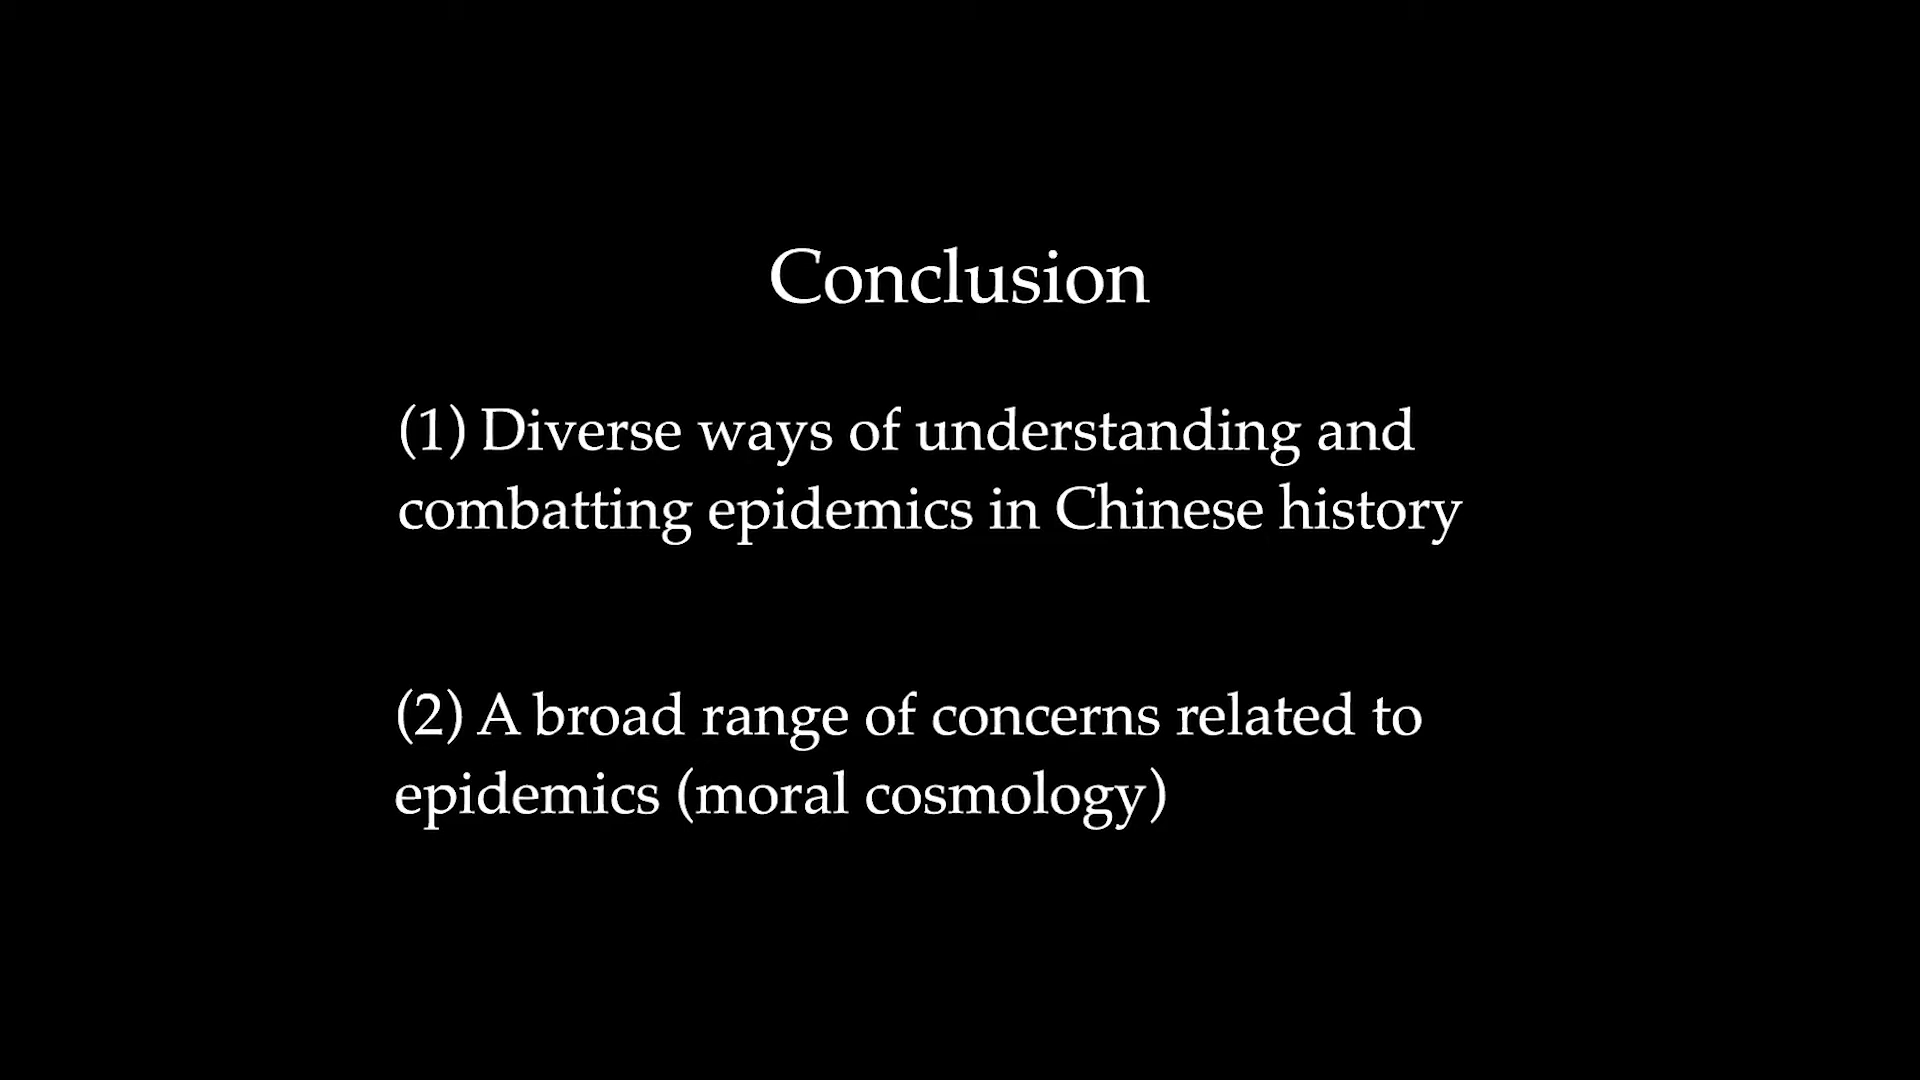 Conclusion
(1) Diverse ways of understanding and
combatting epidemics in Chinese history
(2) A broad range of concerns related to
epidemics (moral cosmology)